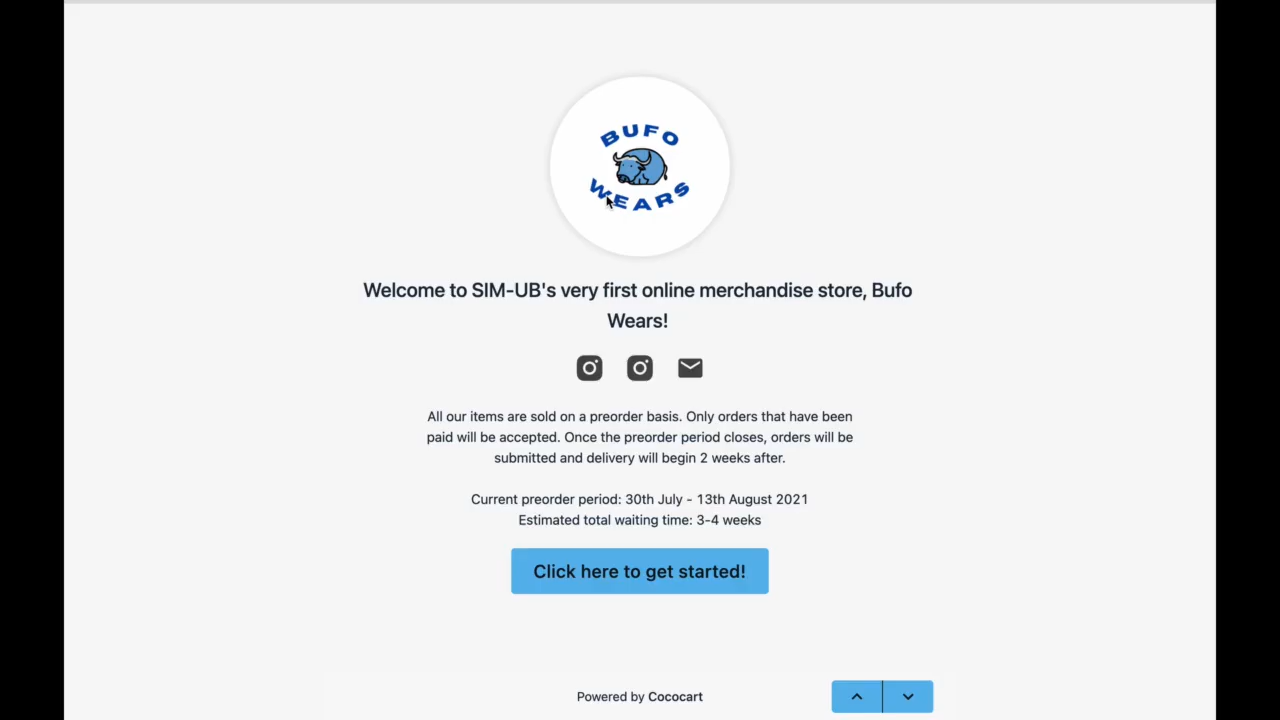 BUFO
WEARS
Welcome to SIM-UB's very first online merchandise store, Bufo
Wears!
All our items are sold on a preorder basis. Only orders that have been
paid will be accepted. Once the preorder period closes, orders will be
submitted and delivery will begin 2 weeks after.
Current preorder period: 30th July - 13th August 2021
Estimated total waiting time: 3-4 weeks
Click here to get started!
Powered by Cococart